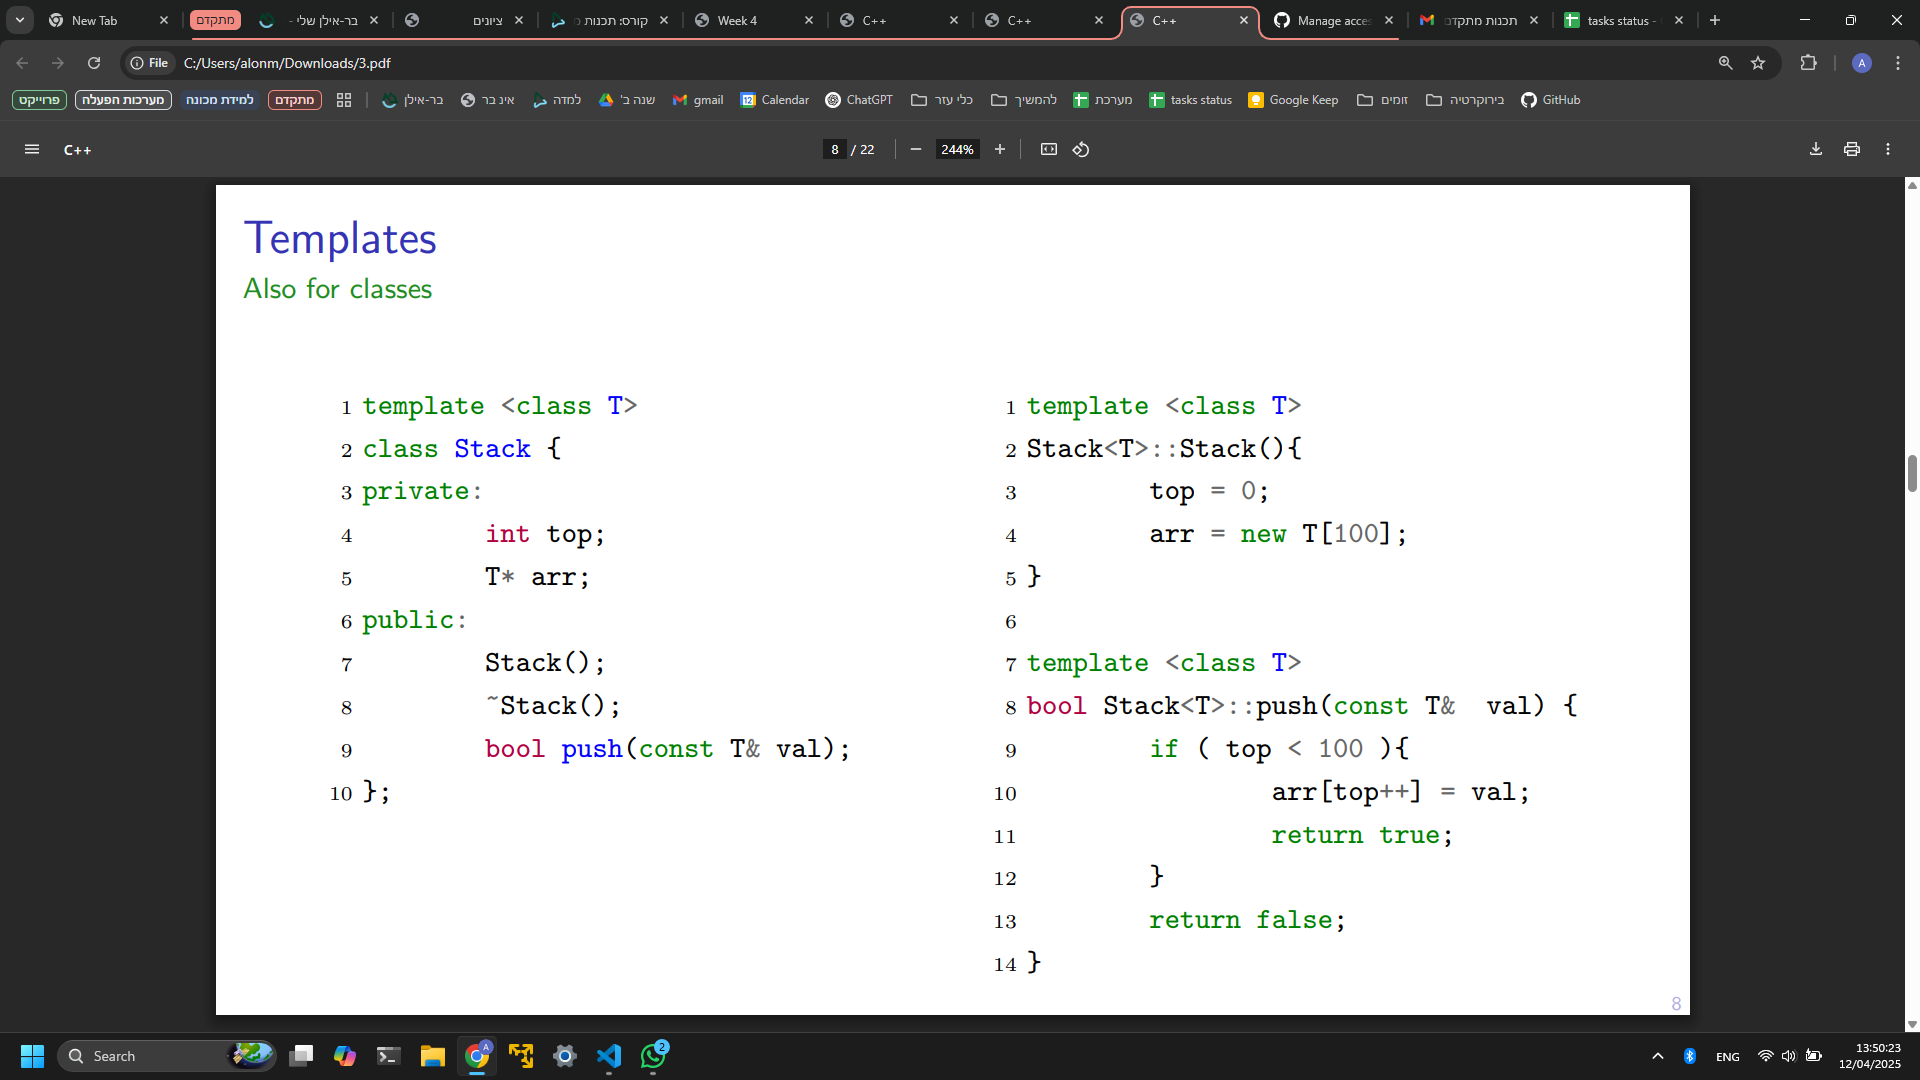 New Tab
מתקדם
בר-אילן שלי -
ציונים
קורס: תכנות מ
Week 4
C++
C++
C++
Manage acce
תכנות מתקדם
tasks status -
File
C:/Users/alonm/Downloads/3.pdf
A
פרוייקט
מערכות הפעלה
למידת מכונה
מתקדם
בר-אילן
אינ בר
למדה
שנה ב'
gmail
Calendar
ChatGPT
כלי עזר
להמשיך
מערכת
tasks status
Google Keep
זומים
בירוקרטיה
GitHub
C++
8 / 22
244%
Templates
Also for classes
1 template <class T>
2 class Stack {
3 private:
4 int top;
5 T* arr;
6 public:
7 Stack();
8 ~Stack();
9 bool push(const T& val);
10 };
1 template <class T>
2 Stack<T>::Stack(){
3 top = 0;
4 arr = new T[100];
5 }
6
7 template <class T>
8 bool Stack<T>::push(const T&  val) {
9 if ( top < 100 ){
10 arr[top++] = val;
11 return true;
12 }
13 return false;
14 }
8
Search
A
2
ENG
13:50:23
12/04/2025